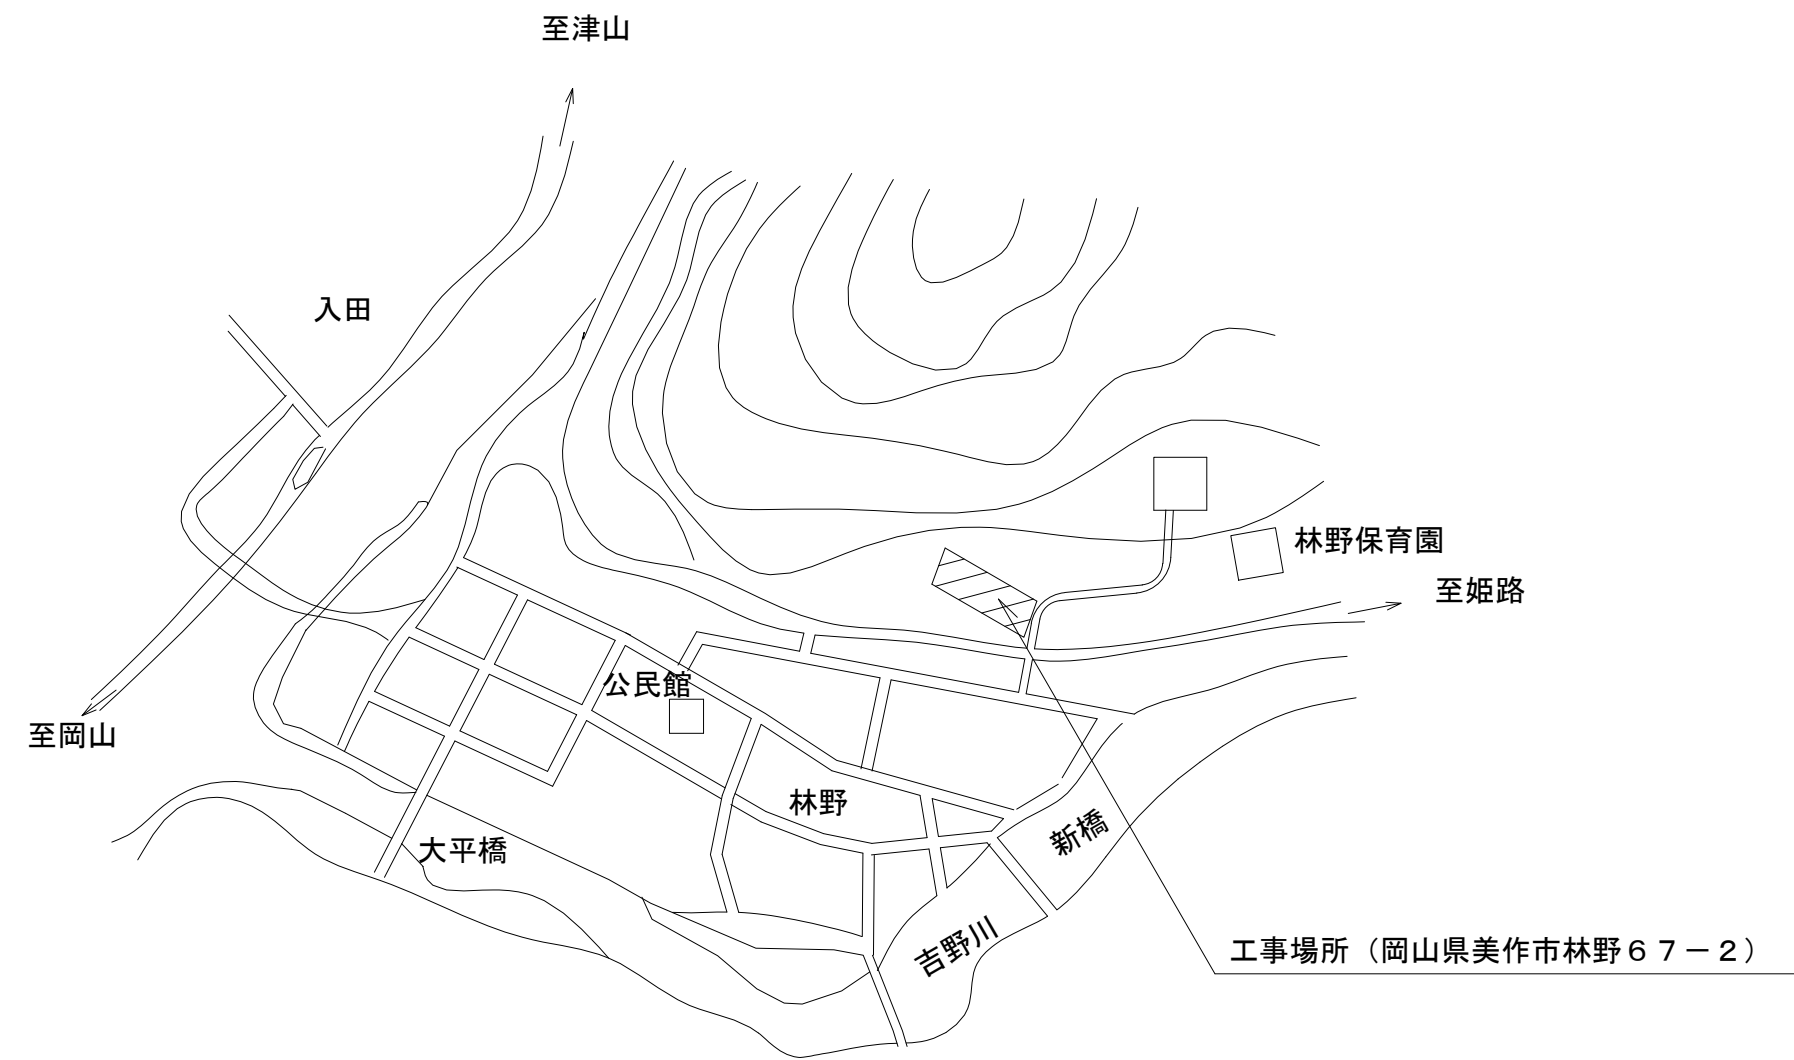 至津山
入田
林野保育園
至姫路
公民館
至岡山
林野
新橋
大平橋
吉野川
工事場所（岡山県美作市林野６７－２）